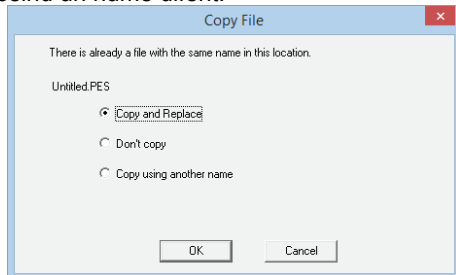 Copy File
There is already a file with the same name in this location.
Untitled.PES
Copy and Replace
Don't copy
Copy using another name
OK
Cancel